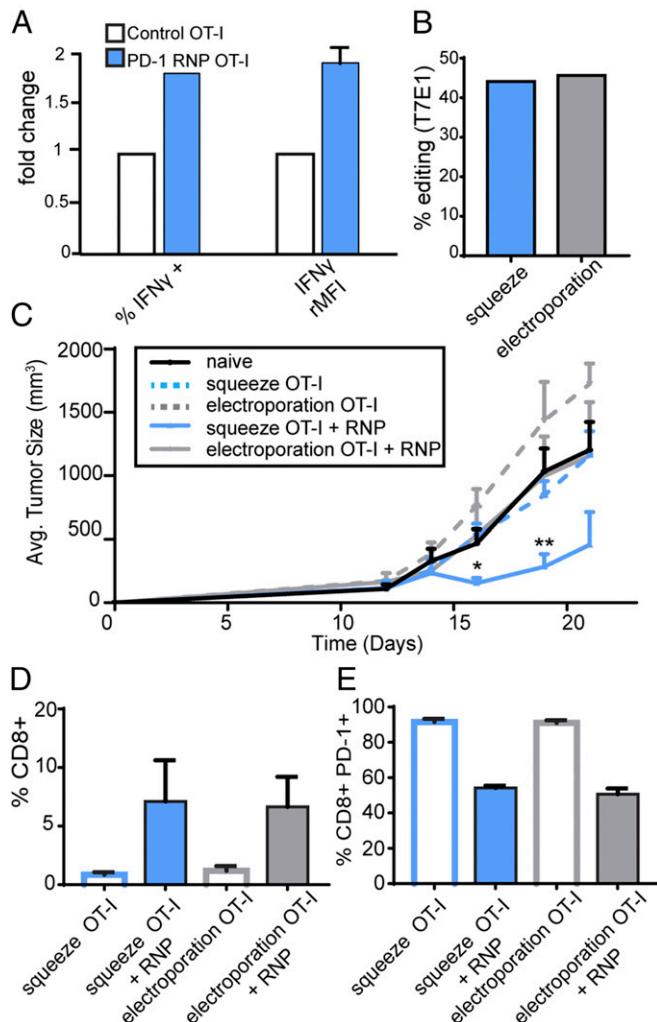 A
Control OT-I
PD-1 RNP OT-I
fold change
2
1.5
1
0.5
0
% IFNγ +
IFNγ
rMFI
B
% editing (T7E1)
50
40
30
20
10
0
squeeze
electroporation
C
Avg. Tumor Size (mm³)
2000
1500
1000
500
0
naive
squeeze OT-I
electroporation OT-I
squeeze OT-I + RNP
electroporation OT-I + RNP
*
**
0
5
10
15
20
Time (Days)
D
% CD8+
20
10
5
0
squeeze OT-I
squeeze OT-I
+ RNP
electroporation OT-I
electroporation OT-I
+ RNP
E
% CD8+ PD-1+
100
80
60
40
20
0
squeeze OT-I
squeeze OT-I
+ RNP
electroporation OT-I
electroporation OT-I
+ RNP